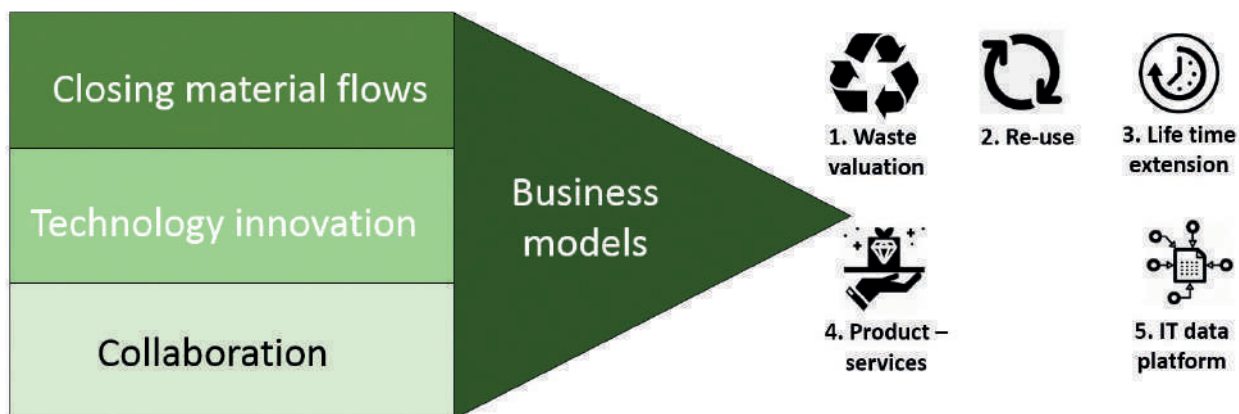 Closing material flows
Technology innovation
Collaboration
Business
models
1. Waste
valuation
2. Re-use
3. Life time
extension
4. Product –
services
5. IT data
platform